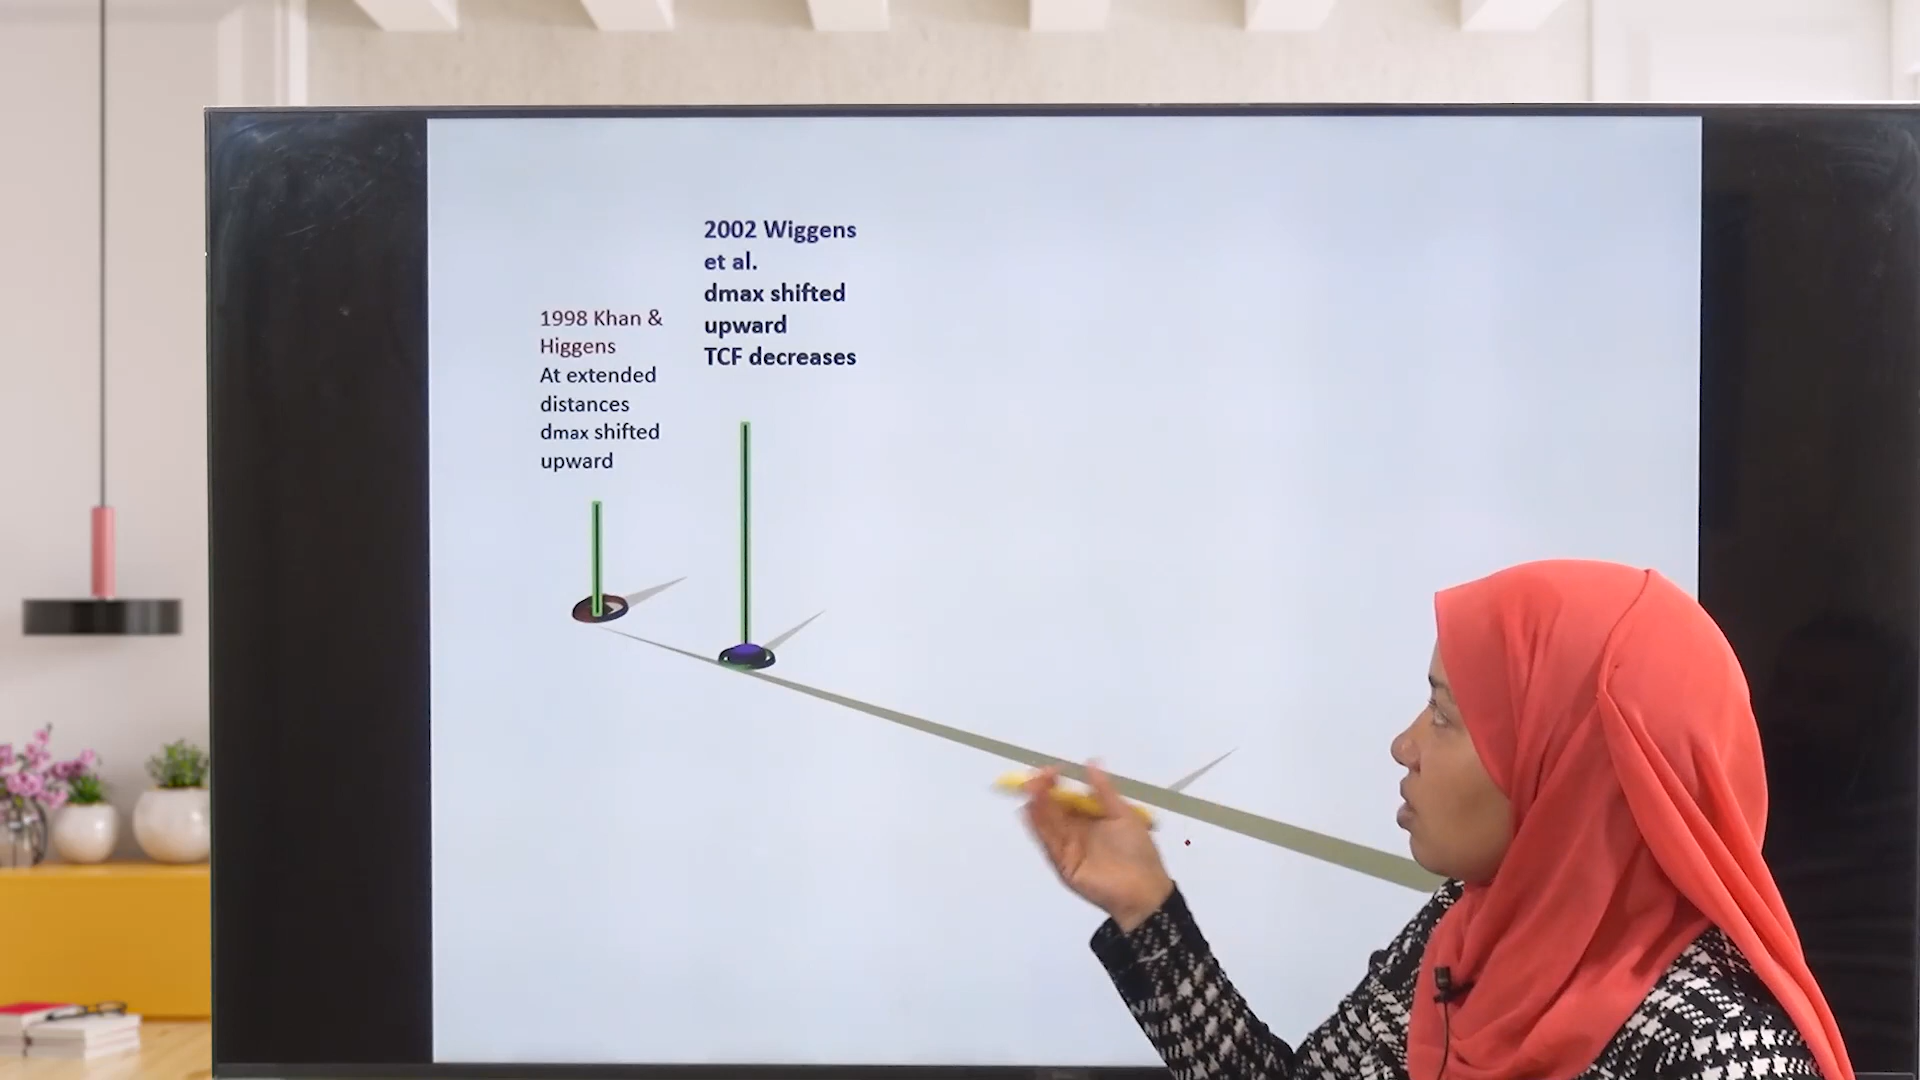 1998 Khan &
Higgens
At extended
distances
dmax shifted
upward
2002 Wiggens
et al.
dmax shifted
upward
TCF decreases